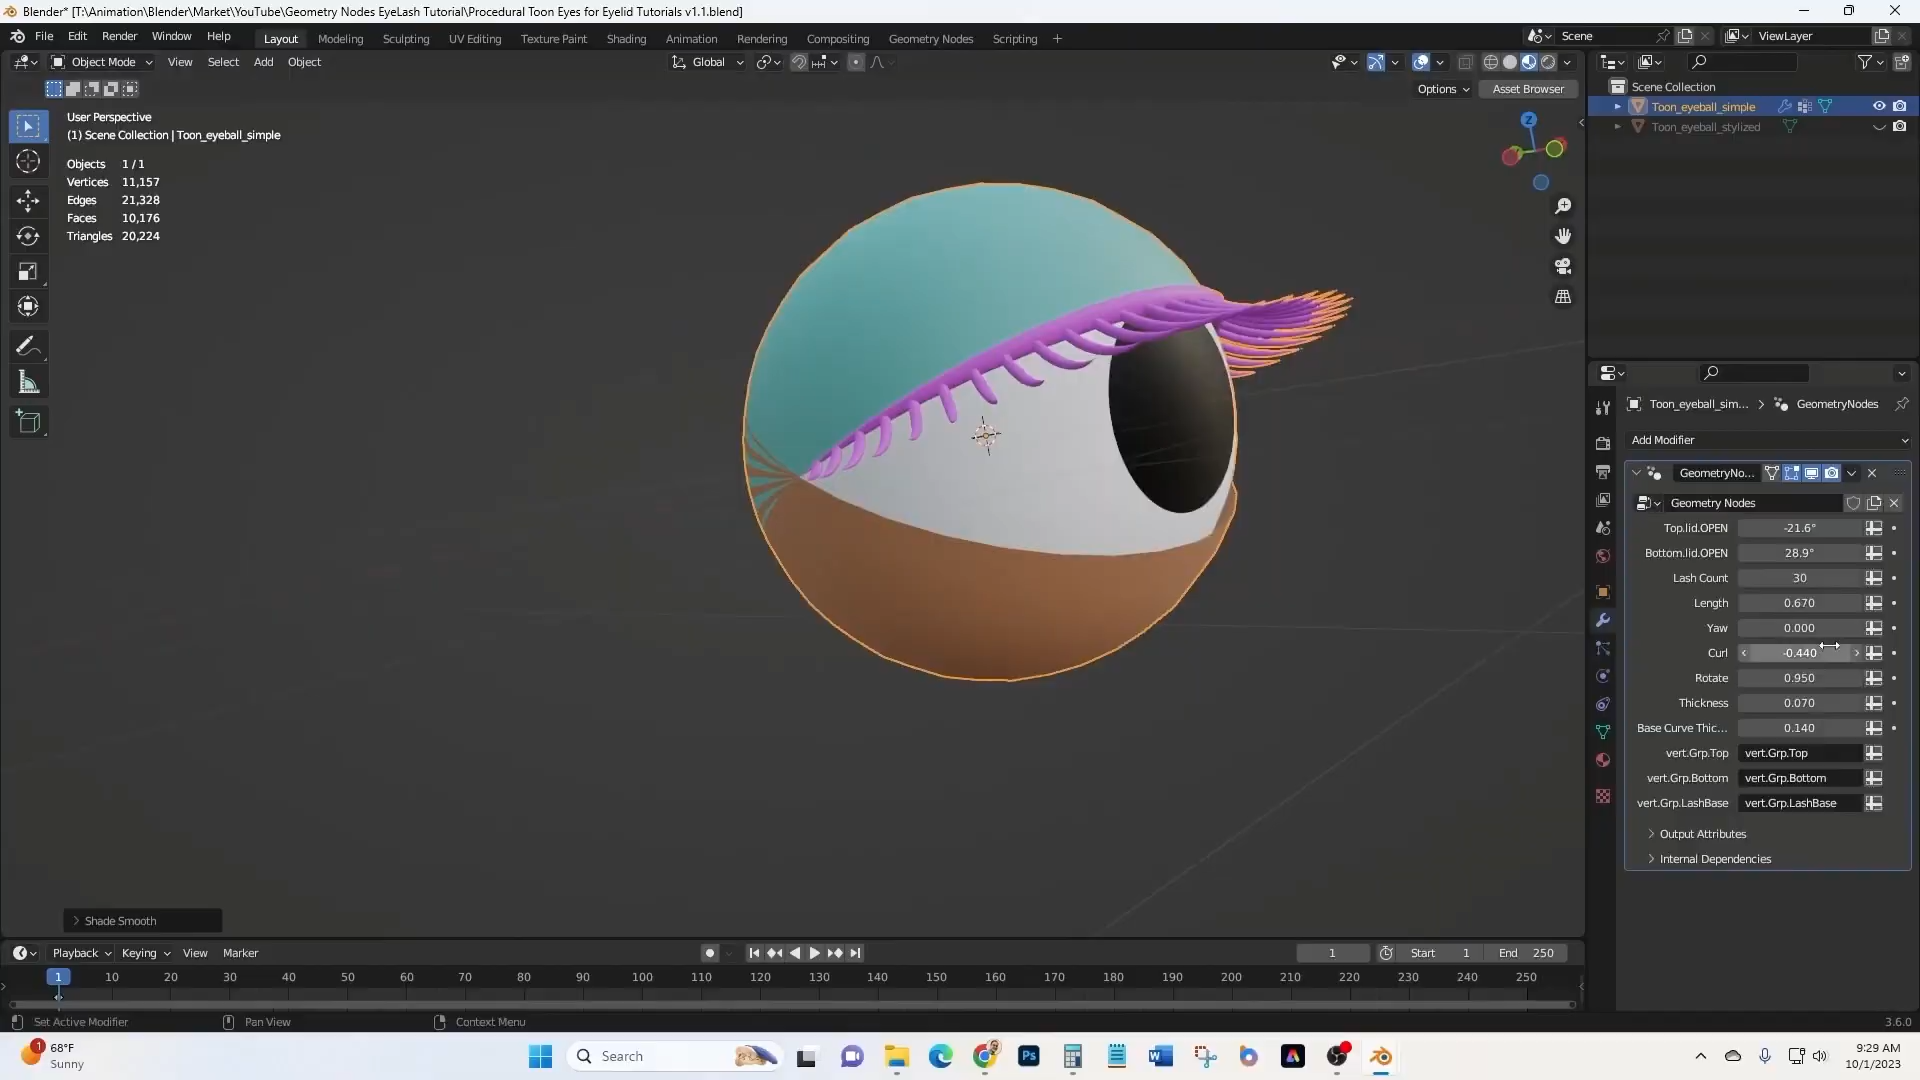 Blender* [T:\Animation\Blender\Market\YouTube\Geometry Nodes EyeLash Tutorial\Procedural Toon Eyes for Eyelid Tutorials v1.1.blend]
File Edit Render Window Help Layout Modeling Sculpting UV Editing Texture Paint Shading Animation Rendering Compositing Geometry Nodes Scripting + Scene ViewLayer
Object Mode View Select Add Object Global
Options Asset Browser
Scene Collection
Toon_eyeball_simple
Toon_eyeball_stylized
User Perspective
(1) Scene Collection | Toon_eyeball_simple
Objects 1 / 1
Vertices 11,157
Edges 21,328
Faces 10,176
Triangles 20,224
Z
Toon_eyeball_sim... > GeometryNodes
Add Modifier
GeometryNo...
Geometry Nodes
Top.lid.OPEN -21.6°
Bottom.lid.OPEN 28.9°
Lash Count 30
Length 0.670
Yaw 0.000
Curl -0.440
Rotate 0.950
Thickness 0.070
Base Curve Thic... 0.140
vert.Grp.Top vert.Grp.Top
vert.Grp.Bottom vert.Grp.Bottom
vert.Grp.LashBase vert.Grp.LashBase
Output Attributes
Internal Dependencies
Shade Smooth
Playback Keying View Marker 1 Start 1 End 250
1 10 20 30 40 50 60 70 80 90 100 110 120 130 140 150 160 170 180 190 200 210 220 230 240 250
Set Active Modifier Pan View Context Menu 3.6.0
1 68°F
Sunny
Search
Ps
9:29 AM
10/1/2023